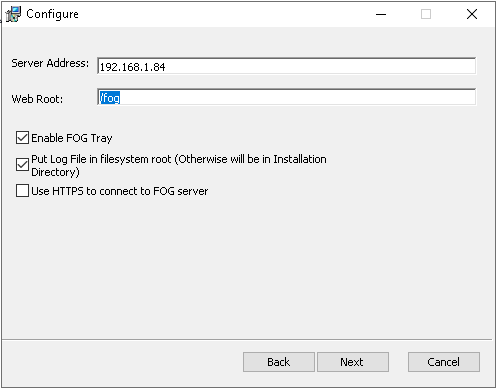 Configure
Server Address:
192.168.1.84
Web Root:
/fog
Enable FOG Tray
Put Log File in filesystem root (Otherwise will be in Installation
Directory)
Use HTTPS to connect to FOG server
Back
Next
Cancel